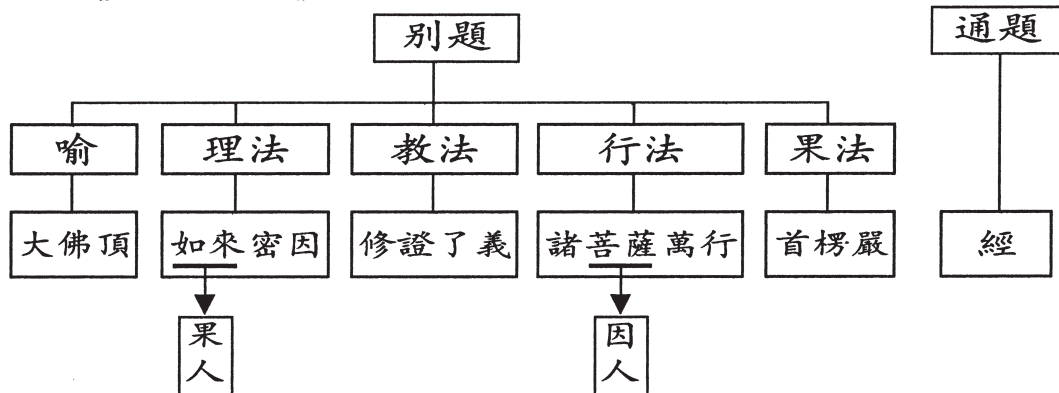 別題
通題
喻
理法
教法
行法
果法
大佛頂
如來密因
修證了義
諸菩薩萬行
首楞嚴
經
果人
因人